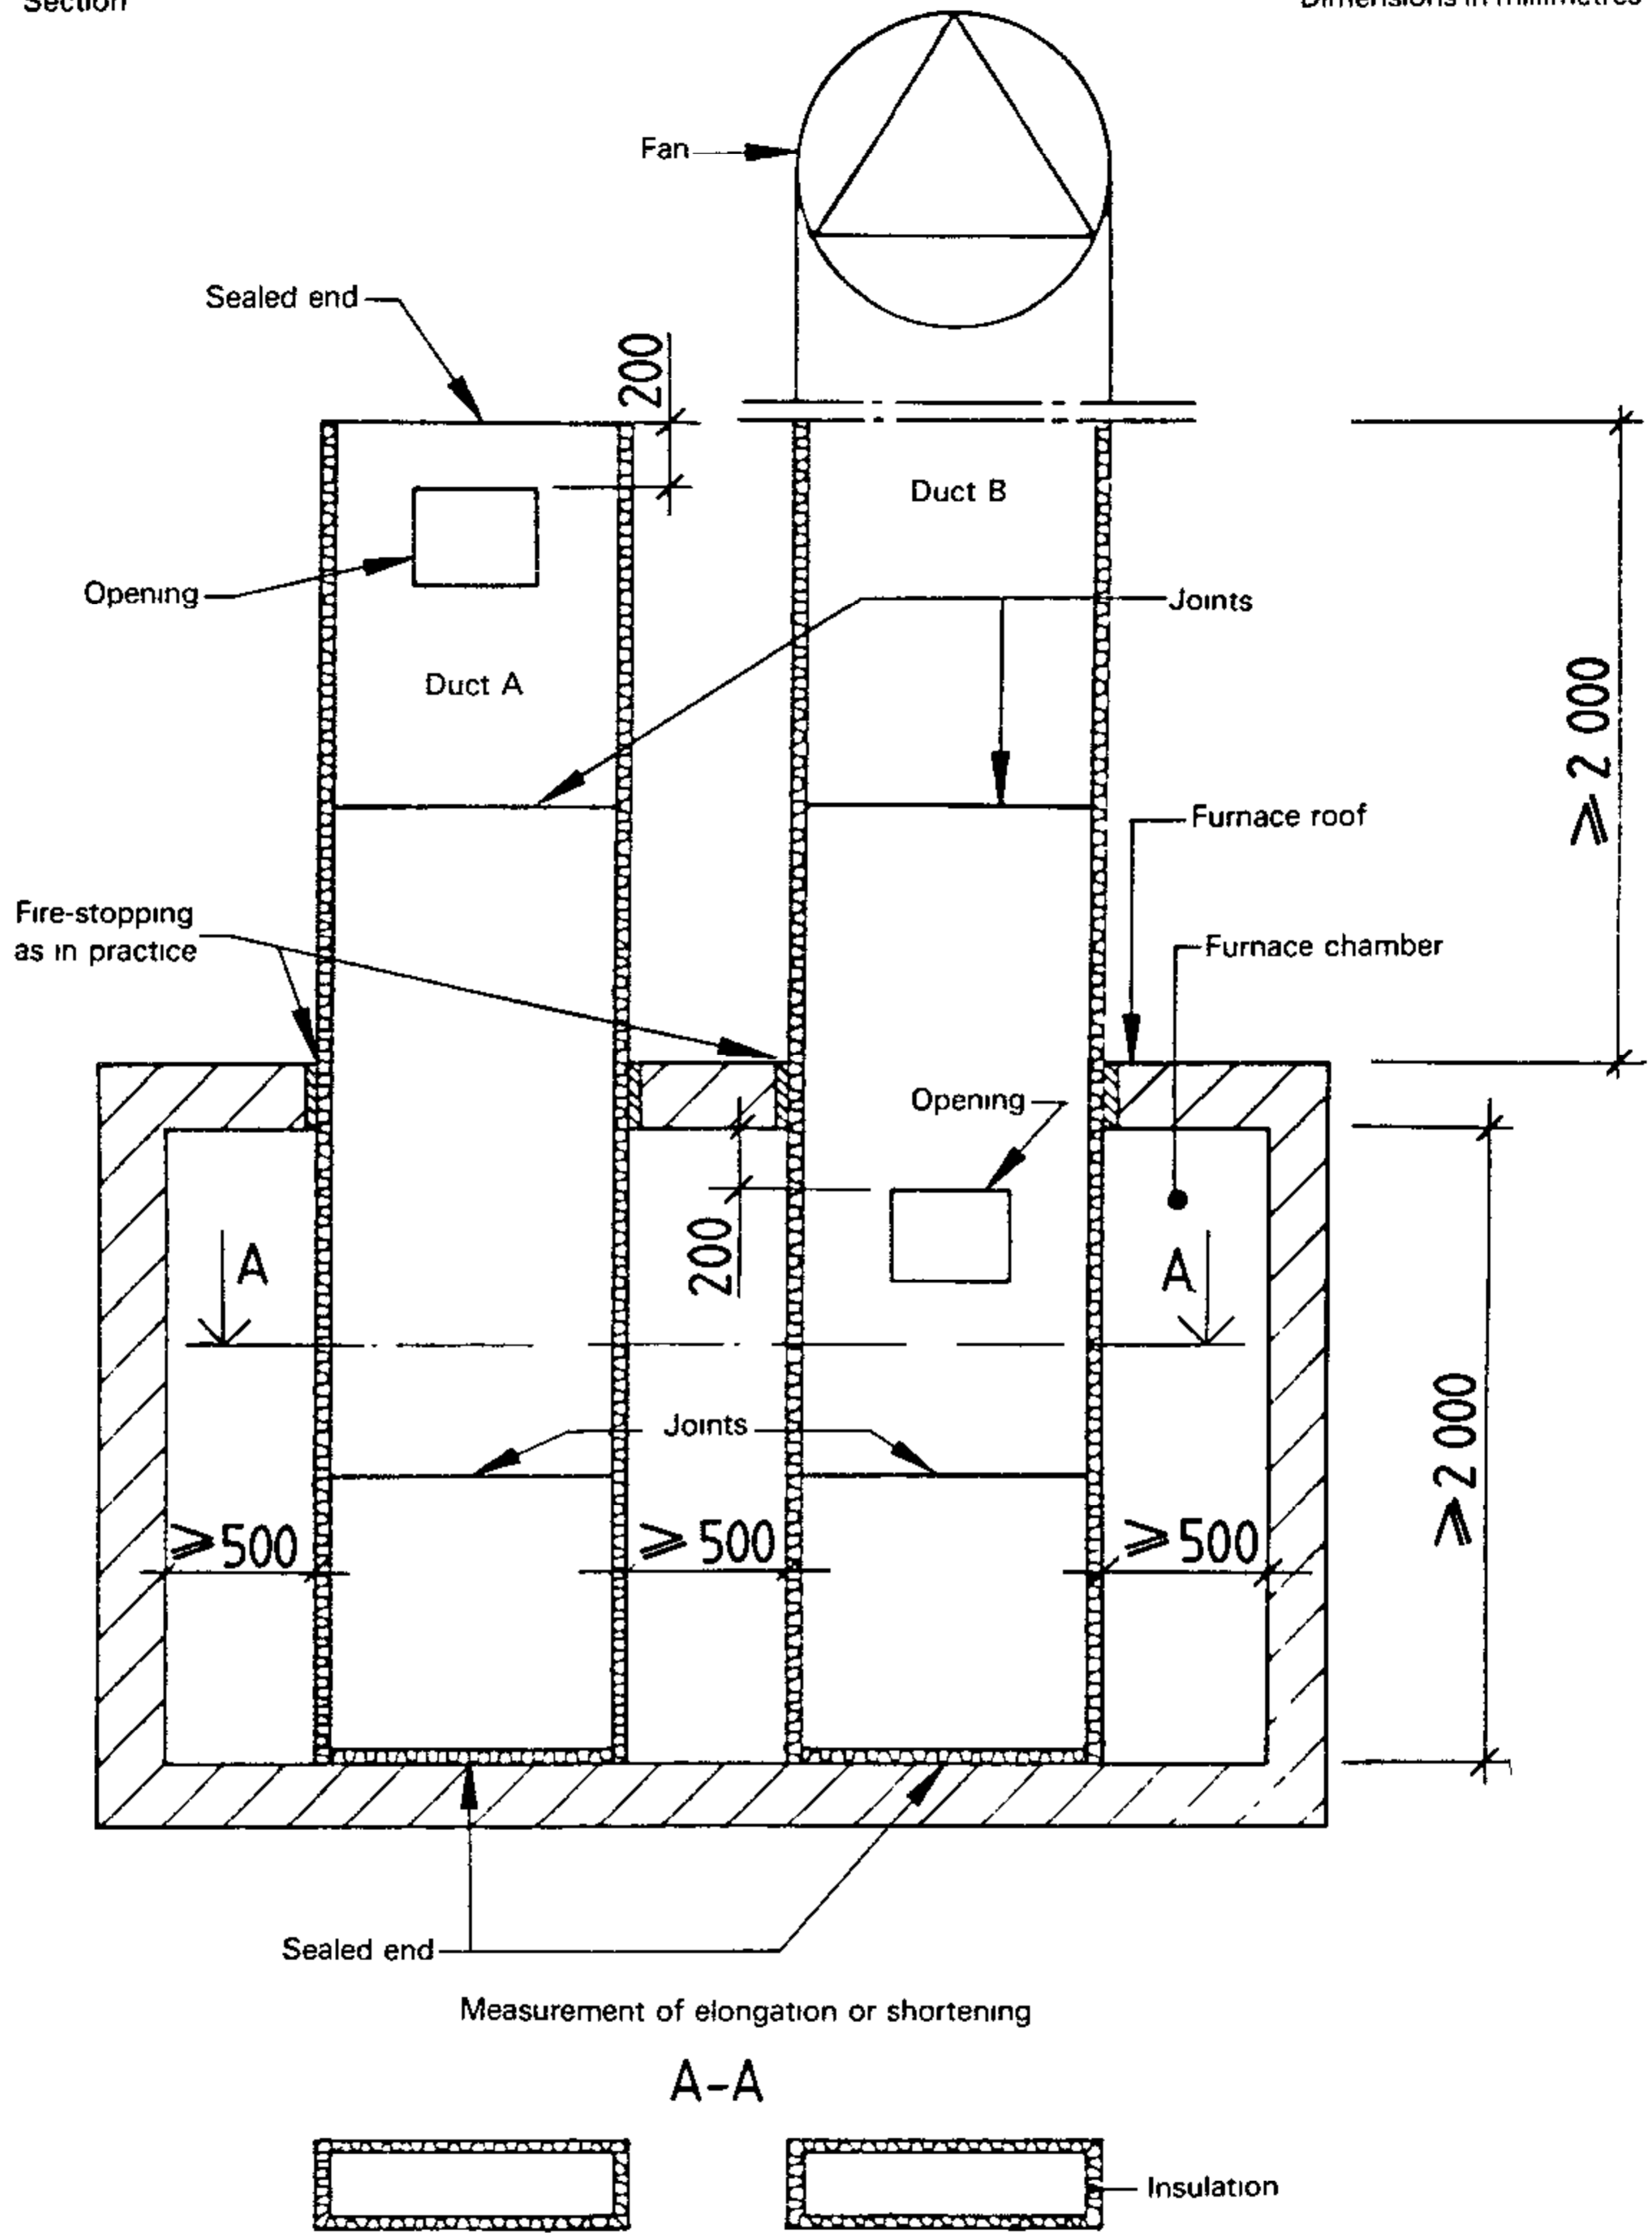 Section
Dimensions in millimetres
Fan
Sealed end
200
Duct B
Opening
Joints
Duct A
⩾ 2 000
Furnace roof
Fire-stopping
as in practice
Furnace chamber
Opening
200
A
A
Joints
⩾ 2 000
⩾ 500
⩾ 500
⩾ 500
Sealed end
Measurement of elongation or shortening
A-A
Insulation